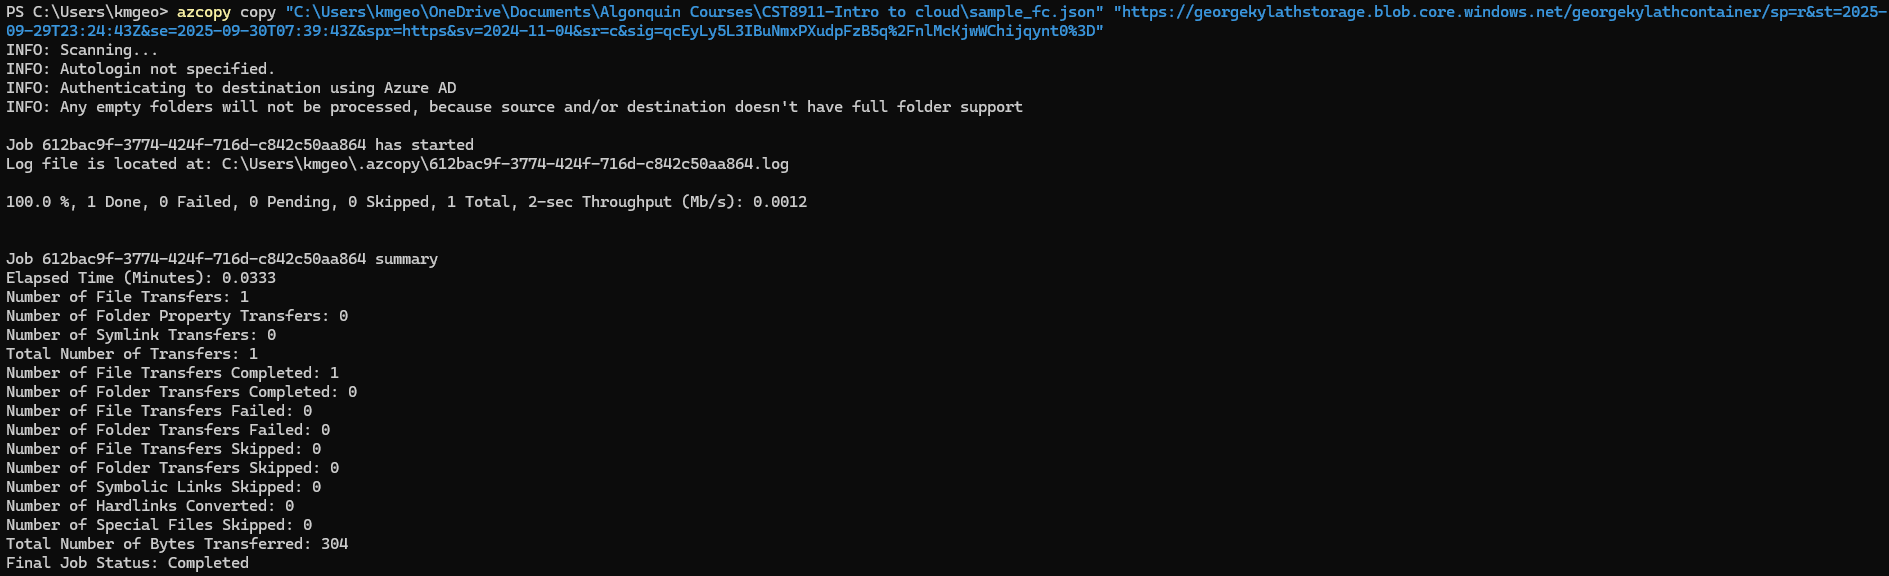 PS C:\Users\kmgeo> azcopy copy "C:\Users\kmgeo\OneDrive\Documents\Algonquin Courses\CST8911-Intro to cloud\sample_fc.json" "https://georgekylathstorage.blob.core.windows.net/georgekylathcontainer/sp=r&st=2025-
09-29T23:24:43Z&se=2025-09-30T07:39:43Z&spr=https&sv=2024-11-04&sr=c&sig=qcEyLy5L3IBuNmxPXudpFzB5q%2FnlMcKjwWChijqynt0%3D"
INFO: Scanning...
INFO: Autologin not specified.
INFO: Authenticating to destination using Azure AD
INFO: Any empty folders will not be processed, because source and/or destination doesn't have full folder support
Job 612bac9f-3774-424f-716d-c842c50aa864 has started
Log file is located at: C:\Users\kmgeo\.azcopy\612bac9f-3774-424f-716d-c842c50aa864.log
100.0 %, 1 Done, 0 Failed, 0 Pending, 0 Skipped, 1 Total, 2-sec Throughput (Mb/s): 0.0012
Job 612bac9f-3774-424f-716d-c842c50aa864 summary
Elapsed Time (Minutes): 0.0333
Number of File Transfers: 1
Number of Folder Property Transfers: 0
Number of Symlink Transfers: 0
Total Number of Transfers: 1
Number of File Transfers Completed: 1
Number of Folder Transfers Completed: 0
Number of File Transfers Failed: 0
Number of Folder Transfers Failed: 0
Number of File Transfers Skipped: 0
Number of Folder Transfers Skipped: 0
Number of Symbolic Links Skipped: 0
Number of Hardlinks Converted: 0
Number of Special Files Skipped: 0
Total Number of Bytes Transferred: 304
Final Job Status: Completed